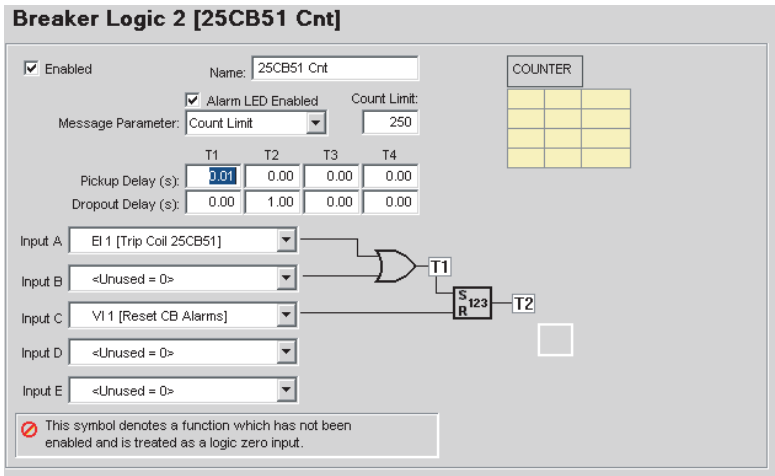 Breaker Logic 2 [25CB51 Cnt]
Enabled
Name: 25CB51 Cnt
COUNTER
Alarm LED Enabled
Count Limit:
Message Parameter: Count Limit
250
T1 T2 T3 T4
Pickup Delay (s): 0.01 0.00 0.00 0.00
Dropout Delay (s): 0.00 1.00 0.00 0.00
Input A EI 1 [Trip Coil 25CB51]
T1
Input B <Unused = 0>
S
R
123
T2
Input C VI 1 [Reset CB Alarms]
Input D <Unused = 0>
Input E <Unused = 0>
This symbol denotes a function which has not been
enabled and is treated as a logic zero input.